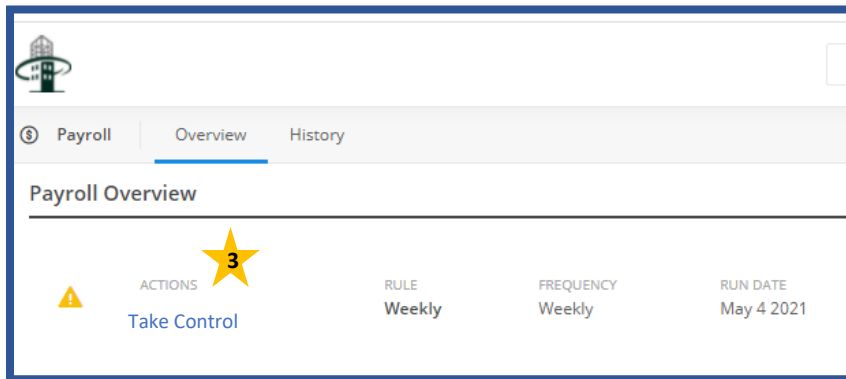 Payroll Overview History
Payroll Overview
3
ACTIONS RULE FREQUENCY RUN DATE
Take Control Weekly Weekly May 4 2021